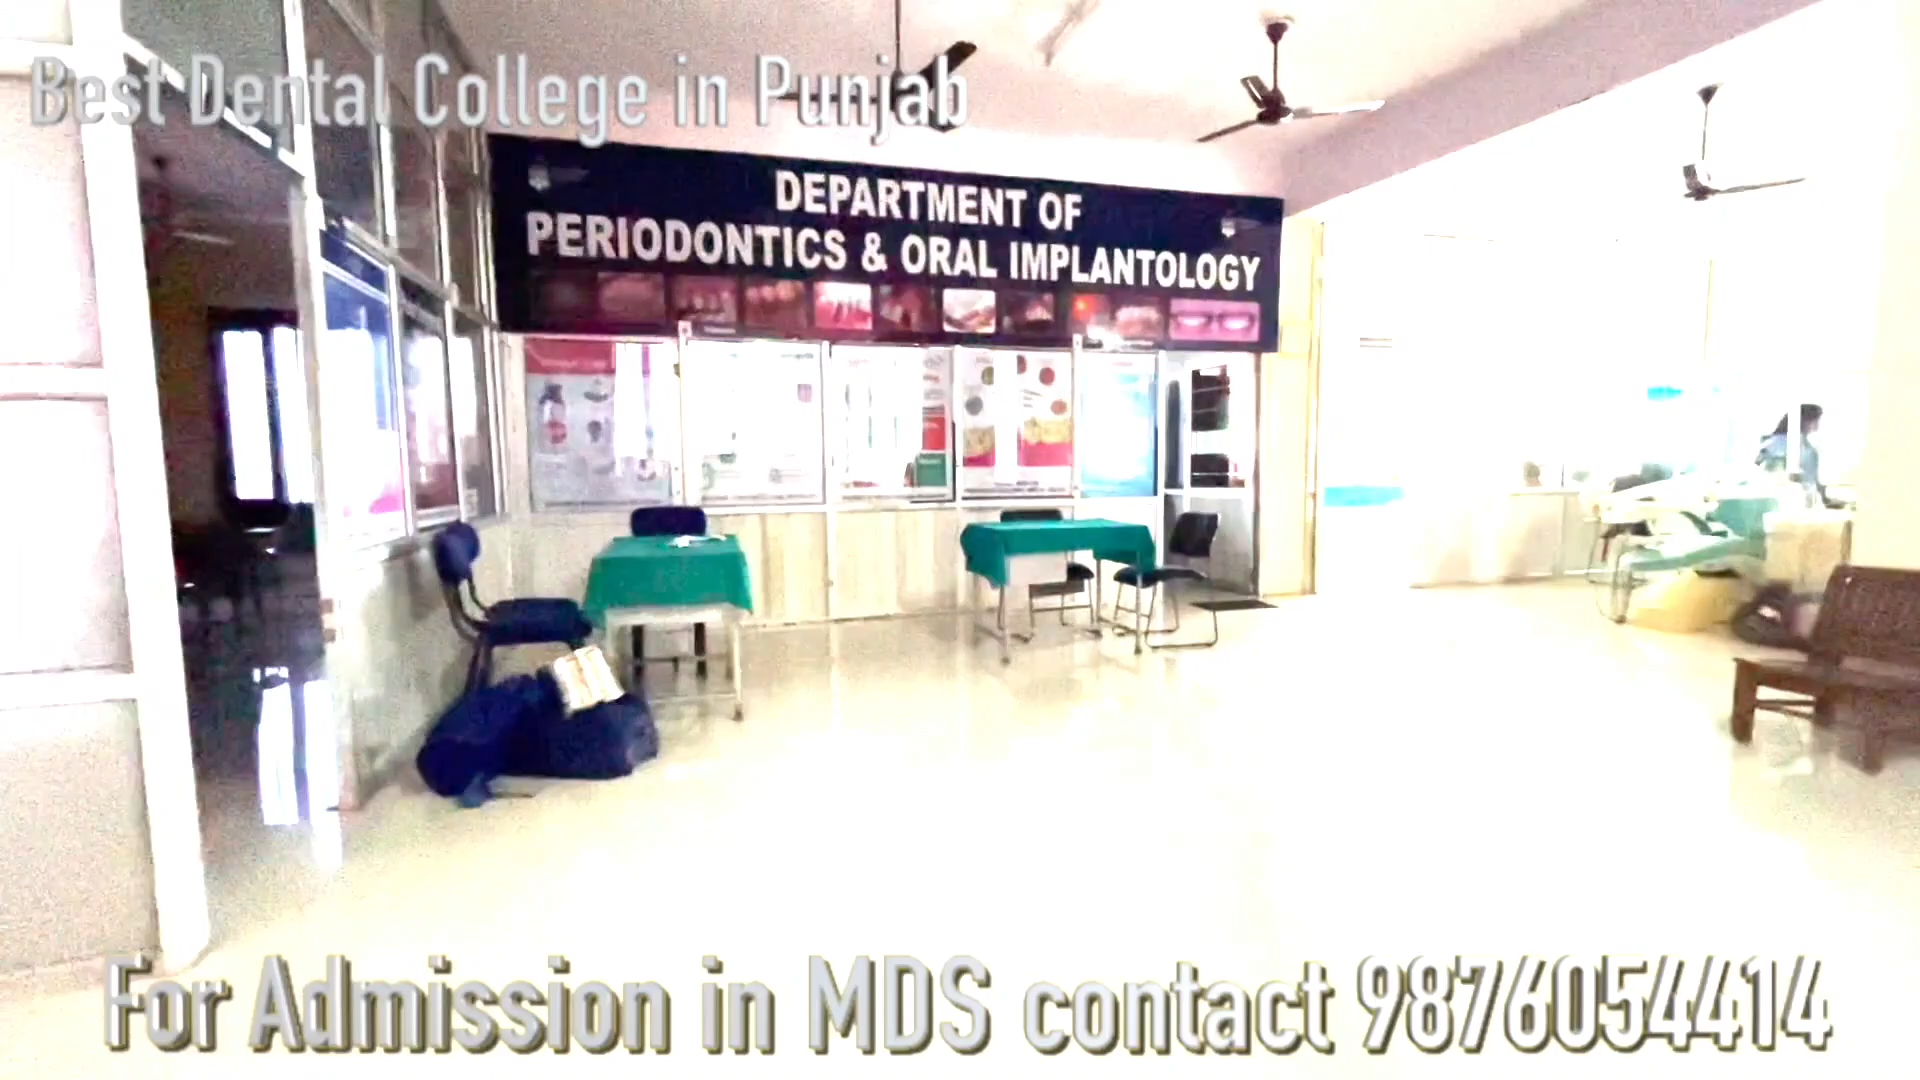 Best Dental College in Punjab
DEPARTMENT OF
PERIODONTICS & ORAL IMPLANTOLOGY
For Admission in MDS contact 9876054414